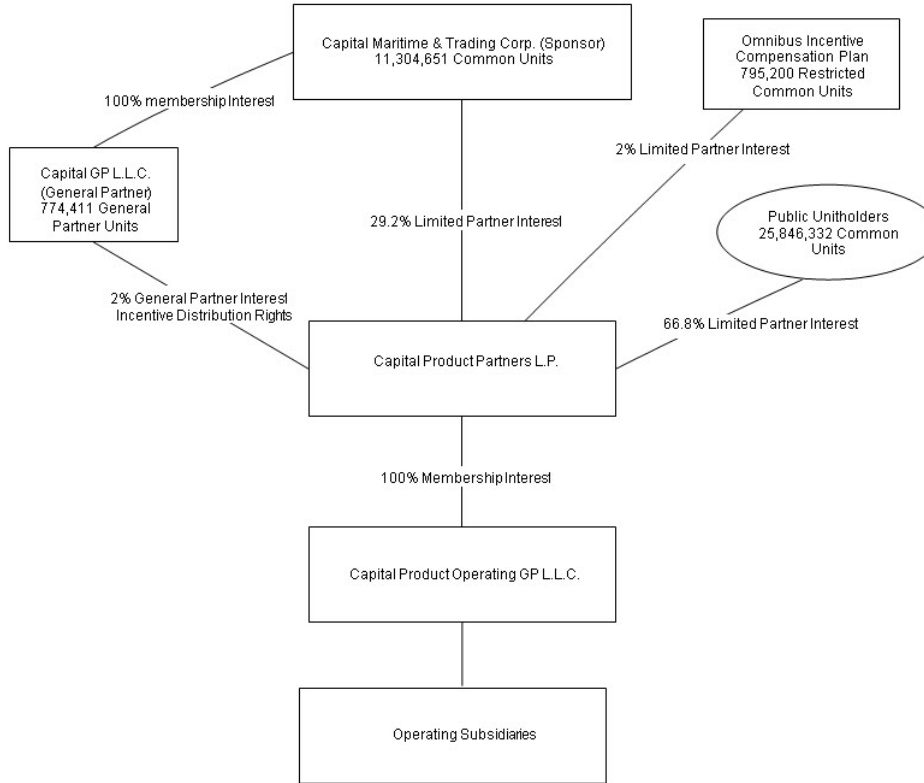 Capital Maritime & Trading Corp. (Sponsor)
11,304,651 Common Units
Omnibus Incentive
Compensation Plan
795,200 Restricted
Common Units
100% membership Interest
2% Limited Partner Interest
Capital GP L.L.C.
(General Partner)
774,411 General
Partner Units
29.2% Limited Partner Interest
Public Unitholders
25,846,332 Common
Units
2% General Partner Interest
Incentive Distribution Rights
66.8% Limited Partner Interest
Capital Product Partners L.P.
100% Membership Interest
Capital Product Operating GP L.L.C.
Operating Subsidiaries